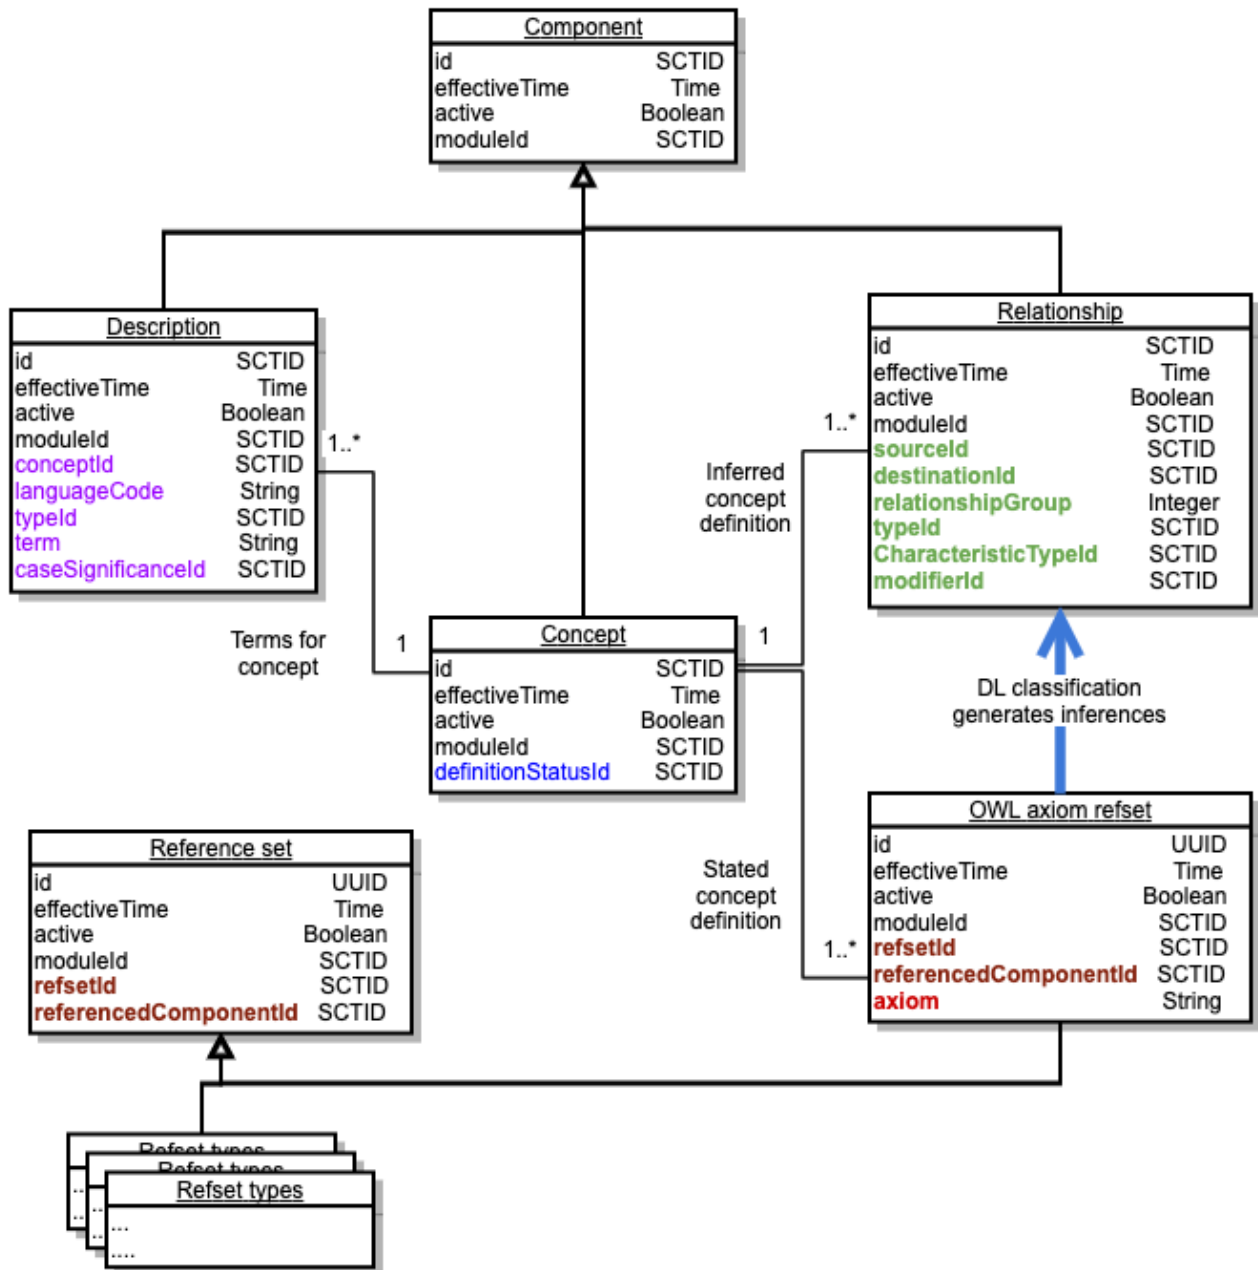 Component
id SCTID
effectiveTime Time
active Boolean
moduleId SCTID
Description
id SCTID
effectiveTime Time
active Boolean
moduleId SCTID
conceptId SCTID
languageCode String
typeId SCTID
term String
caseSignificanceId SCTID
1..*
Terms for
concept
1
Relationship
id SCTID
effectiveTime Time
active Boolean
moduleId SCTID
sourceId SCTID
destinationId SCTID
relationshipGroup Integer
typeId SCTID
CharacteristicTypeId SCTID
modifierId SCTID
1..*
Inferred
concept
definition
1
Concept
id SCTID
effectiveTime Time
active Boolean
moduleId SCTID
definitionStatusId SCTID
DL classification
generates inferences
OWL axiom refset
id UUID
effectiveTime Time
active Boolean
moduleId SCTID
refsetId SCTID
referencedComponentId SCTID
axiom String
Stated
concept
definition
1..*
Reference set
id UUID
effectiveTime Time
active Boolean
moduleId SCTID
refsetId SCTID
referencedComponentId SCTID
Refset types
..
..
Refset types
..
..
Refset types
...
....